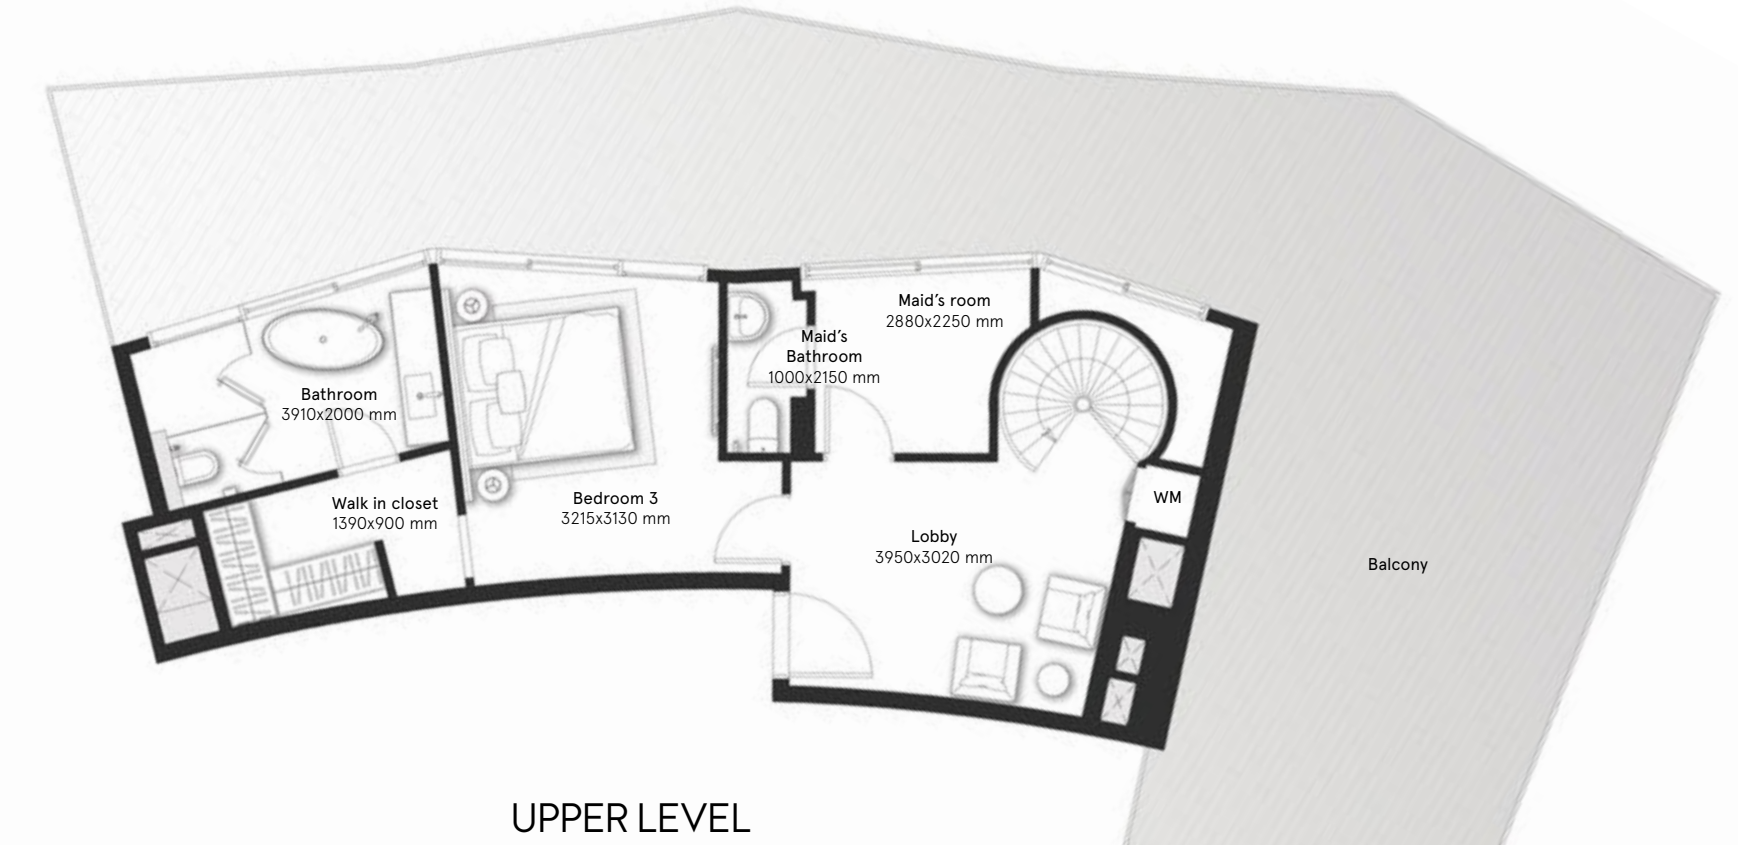 Maid's room
2880x2250 mm
Maid's
Bathroom
1000x2150 mm
Bathroom
3910x2000 mm
Walk in closet
1390x900 mm
Bedroom 3
3215x3130 mm
WM
Lobby
3950x3020 mm
Balcony
UPPER LEVEL